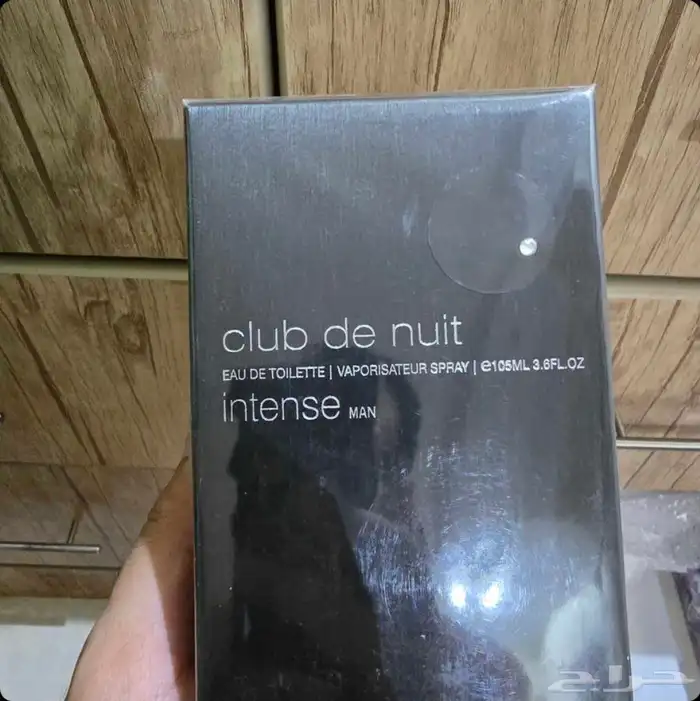 club de nuit
EAU DE TOILETTE | VAPORISATEUR SPRAY | ℮105ML 3.6FL.OZ
intense MAN
حراج